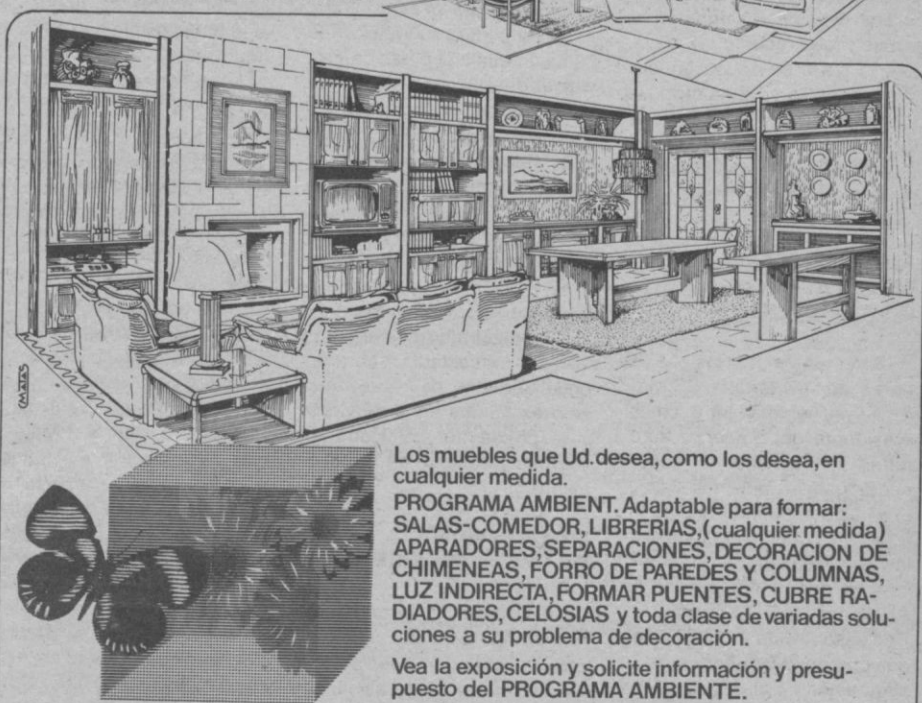 MATAS
Los muebles que Ud. desea, como los desea, en
cualquier medida.
PROGRAMA AMBIENT. Adaptable para formar:
SALAS-COMEDOR, LIBRERIAS, (cualquier medida)
APARADORES, SEPARACIONES, DECORACION DE
CHIMENEAS, FORRO DE PAREDES Y COLUMNAS,
LUZ INDIRECTA, FORMAR PUENTES, CUBRE RA-
DIADORES, CELOSIAS y toda clase de variadas solu-
ciones a su problema de decoración.
Vea la exposición y solicite información y presu-
puesto del PROGRAMA AMBIENTE.